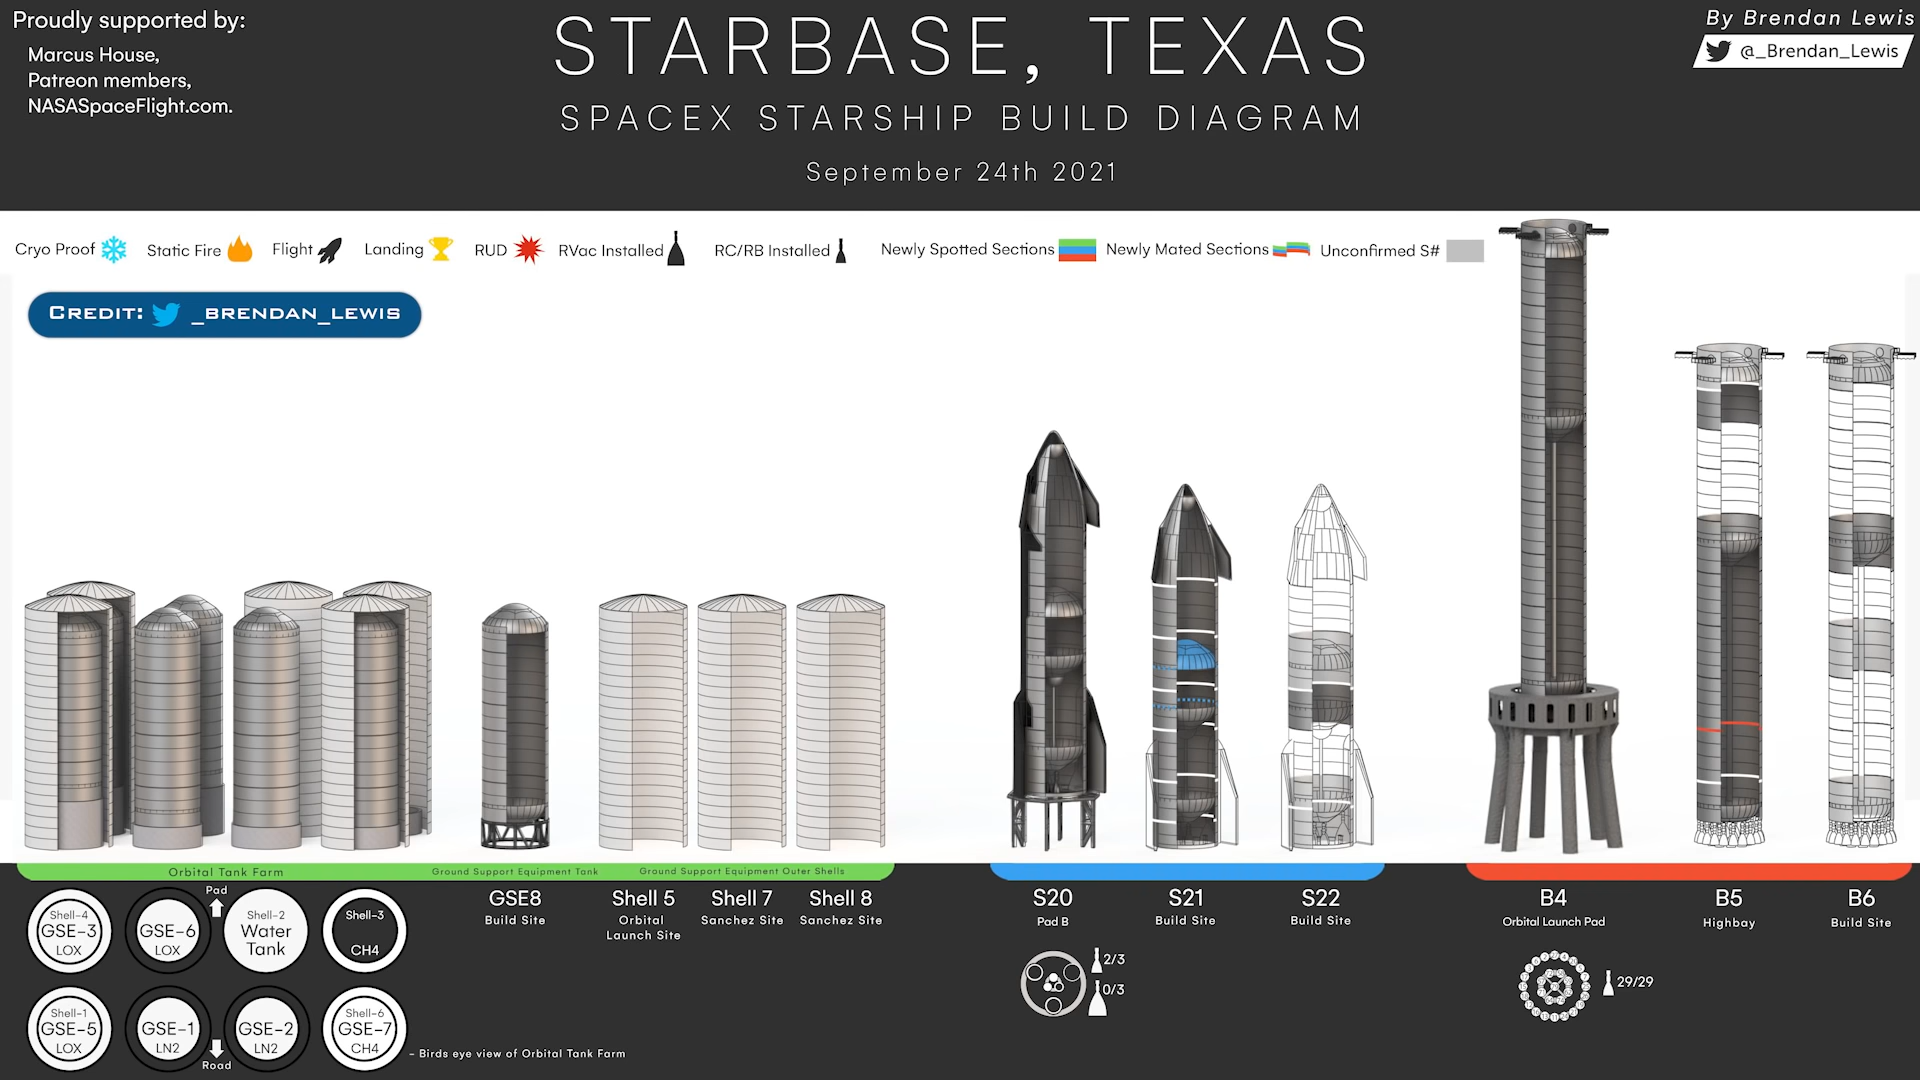 Proudly supported by:
Marcus House,
Patreon members,
NASASpaceFlight.com.
STARBASE, TEXAS
SPACEX STARSHIP BUILD DIAGRAM
September 24th 2021
By Brendan Lewis
@_Brendan_Lewis
Cryo Proof Static Fire Flight Landing RUD RVac Installed RC/RB Installed Newly Spotted Sections Newly Mated Sections Unconfirmed S#
CREDIT: _BRENDAN_LEWIS
Orbital Tank Farm Ground Support Equipment Tank Ground Support Equipment Outer Shells
Pad
Shell-4
GSE-3
LOX
GSE-6
LOX
Shell-2
Water
Tank
Shell-3
CH4
Shell-1
GSE-5
LOX
GSE-1
LN2
GSE-2
LN2
Shell-6
GSE-7
CH4
Road
- Birds eye view of Orbital Tank Farm
GSE8
Build Site
Shell 5
Orbital
Launch Site
Shell 7
Sanchez Site
Shell 8
Sanchez Site
S20
Pad B
2/3
0/3
S21
Build Site
S22
Build Site
B4
Orbital Launch Pad
29/29
B5
Highbay
B6
Build Site